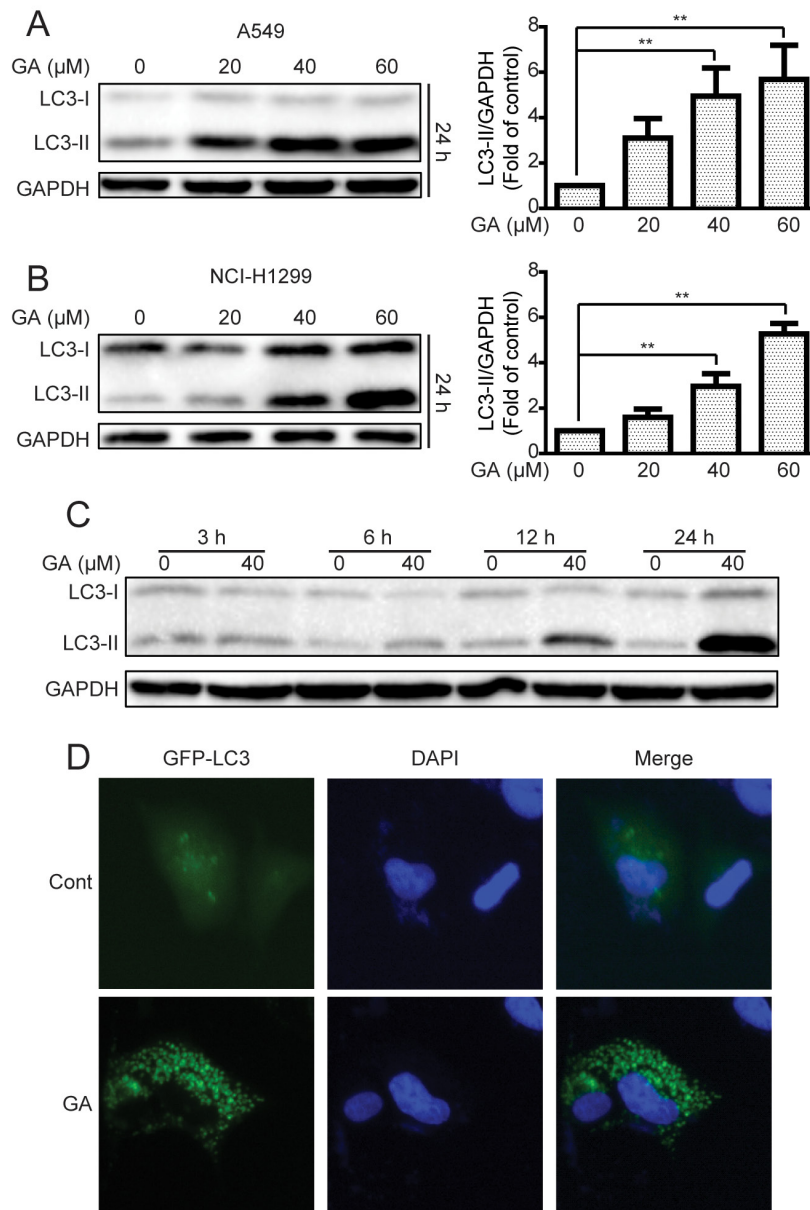 A
A549
GA (µM) 0 20 40 60
LC3-I
LC3-II
GAPDH
24 h
LC3-II/GAPDH
(Fold of control)
8
6
4
2
0
**
**
GA (µM) 0 20 40 60
B
NCI-H1299
GA (µM) 0 20 40 60
LC3-I
LC3-II
GAPDH
24 h
LC3-II/GAPDH
(Fold of control)
8
6
4
2
0
**
**
GA (µM) 0 20 40 60
C
3 h 6 h 12 h 24 h
GA (µM) 0 40 0 40 0 40 0 40
LC3-I
LC3-II
GAPDH
D
GFP-LC3 DAPI Merge
Cont
GA